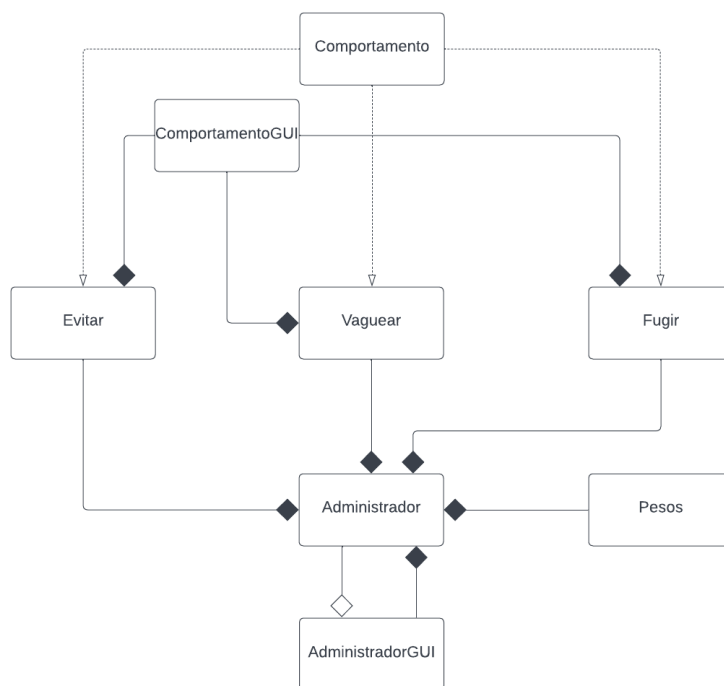 Comportamento
ComportamentoGUI
Evitar
Vaguear
Fugir
Administrador
Pesos
AdministradorGUI